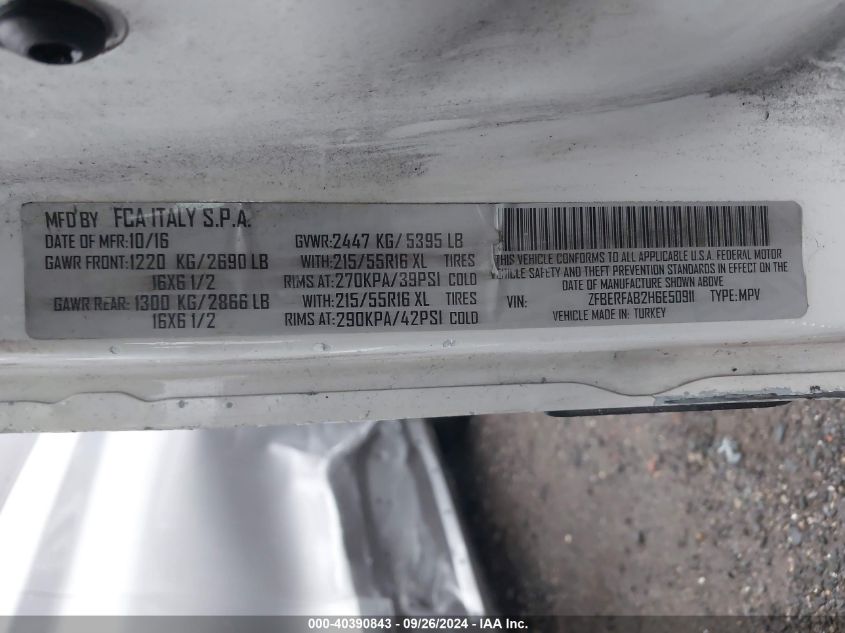 MFD BY FCA ITALY S.P.A.
DATE OF MFR:10/16 GVWR:2447 KG/ 5395 LB
GAWR FRONT:1220 KG/2690 LB WITH:215/55R16 XL TIRES
16X6 1/2 RIMS AT:270KPA/39PSI COLD
GAWR REAR: 1300 KG/2866 LB WITH:215/55R16 XL TIRES
16X6 1/2 RIMS AT:290KPA/42PSI COLD
THIS VEHICLE CONFORMS TO ALL APPLICABLE U.S.A. FEDERAL MOTOR
VEHICLE SAFETY AND THEFT PREVENTION STANDARDS IN EFFECT ON THE
DATE OF MANUFACTURE SHOWN ABOVE.
VIN: ZFBERFAB2H6E50911 TYPE:MPV
VEHICLE MADE IN: TURKEY
000-40390843 - 09/26/2024 - IAA Inc.